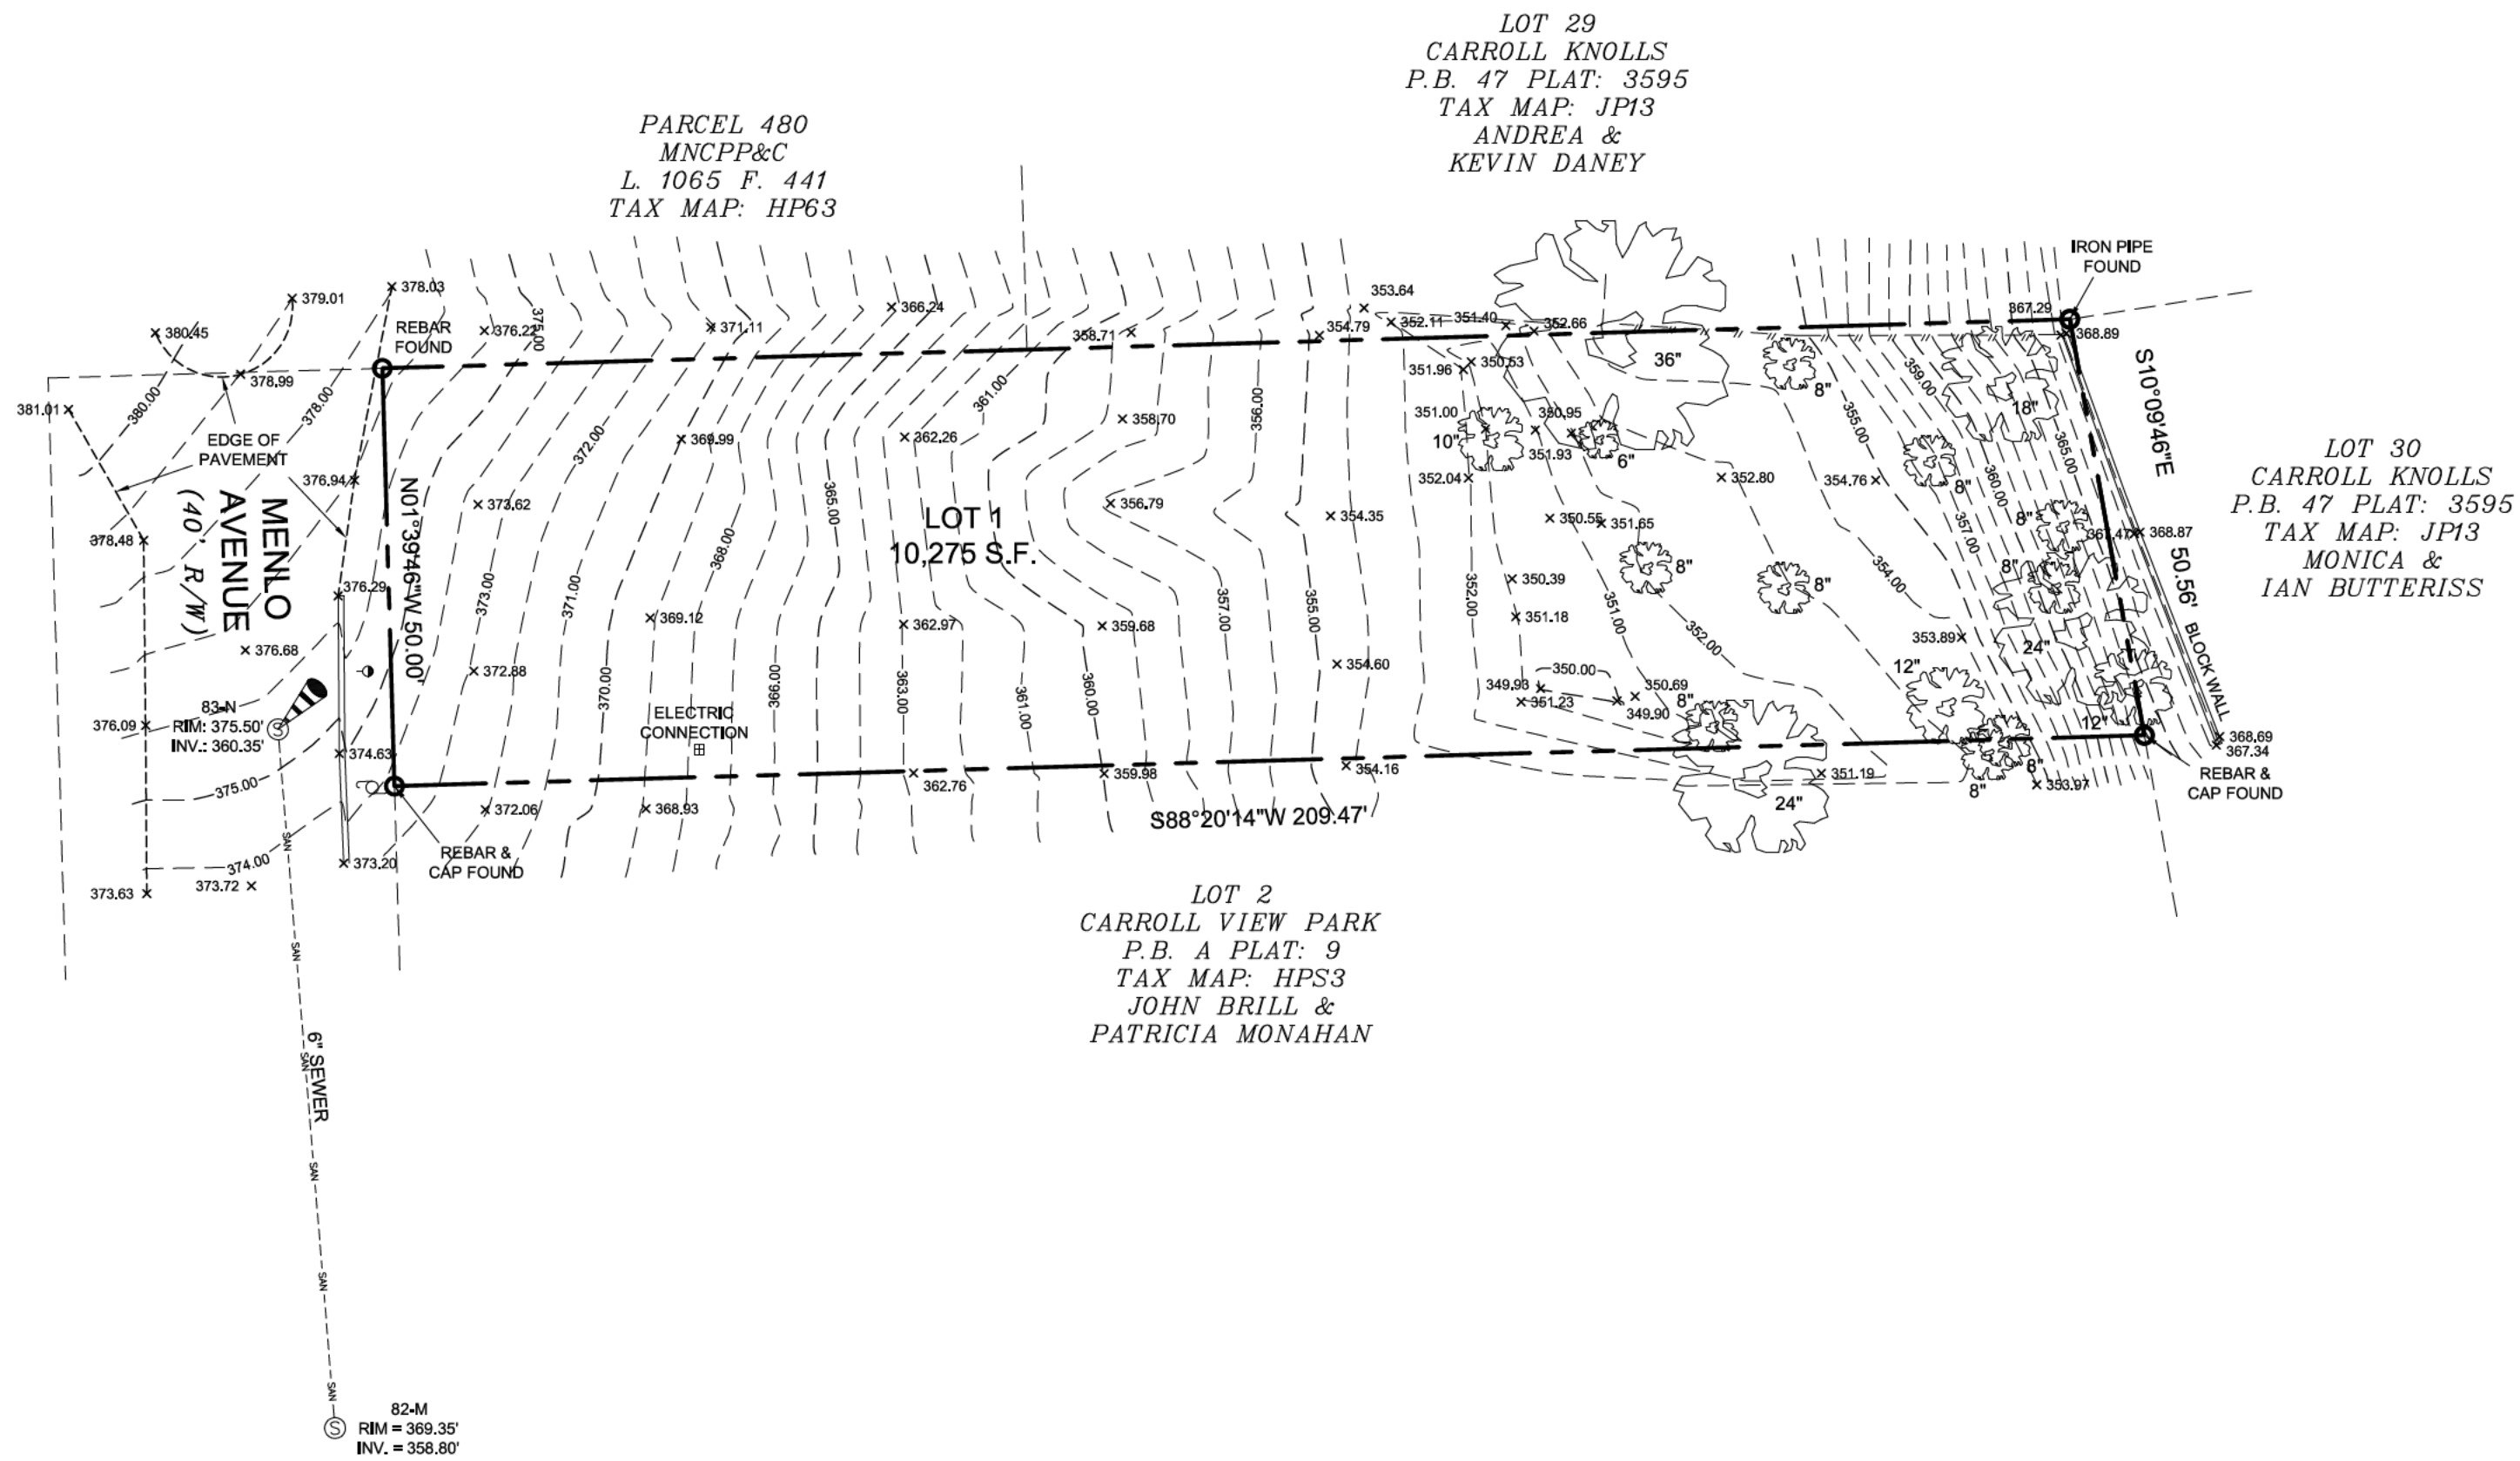 LOT 29
CARROLL KNOLLS
P.B. 47 PLAT: 3595
TAX MAP: JP13
ANDREA &
KEVIN DANEY
PARCEL 480
MNCPP&C
L. 1065 F. 441
TAX MAP: HP63
IRON PIPE
FOUND
378.03
379.01
380.45
REBAR
FOUND
376.22
375.00
371.11
366.24
358.71
354.79
353.64
352.11
351.40
352.66
367.29
368.89
378.99
381.01
380.00
378.00
EDGE OF
PAVEMENT
376.94
378.48
MENLO
AVENUE
(40' R/W)
N01°39'46"W 50.00'
372.00
369.99
373.62
368.00
365.00
362.26
361.00
358.70
356.79
356.00
354.35
LOT 1
10,275 S.F.
351.96
350.53
351.00
10"
350.95
351.93
6"
352.04
36"
8"
355.00
359.00
18"
365.00
S10°09'46"E
50.56'
BLOCK WALL
352.80
354.76
8"
360.00
357.00
8"
367.47
368.87
350.55
351.65
8"
8"
8"
354.00
LOT 30
CARROLL KNOLLS
P.B. 47 PLAT: 3595
TAX MAP: JP13
MONICA &
IAN BUTTERISS
376.29
376.68
373.00
371.00
369.12
362.97
359.68
357.00
355.00
352.00
350.39
351.18
351.00
352.00
353.89
24"
12"
372.88
370.00
366.00
363.00
361.00
360.00
354.60
350.00
349.93
351.23
350.69
349.90
8"
12"
83-N
RIM: 375.50'
INV.: 360.35'
376.09
374.63
375.00
ELECTRIC
CONNECTION
368.69
367.34
REBAR &
CAP FOUND
372.06
368.93
362.76
359.98
354.16
351.19
24"
8"
8"
353.97
S88°20'14"W 209.47'
374.00
373.20
373.63
373.72
REBAR &
CAP FOUND
LOT 2
CARROLL VIEW PARK
P.B. A PLAT: 9
TAX MAP: HPS3
JOHN BRILL &
PATRICIA MONAHAN
SAN
SAN
6" SEWER
SAN
SAN
SAN
SAN
82-M
RIM = 369.35'
INV. = 358.80'
S
S